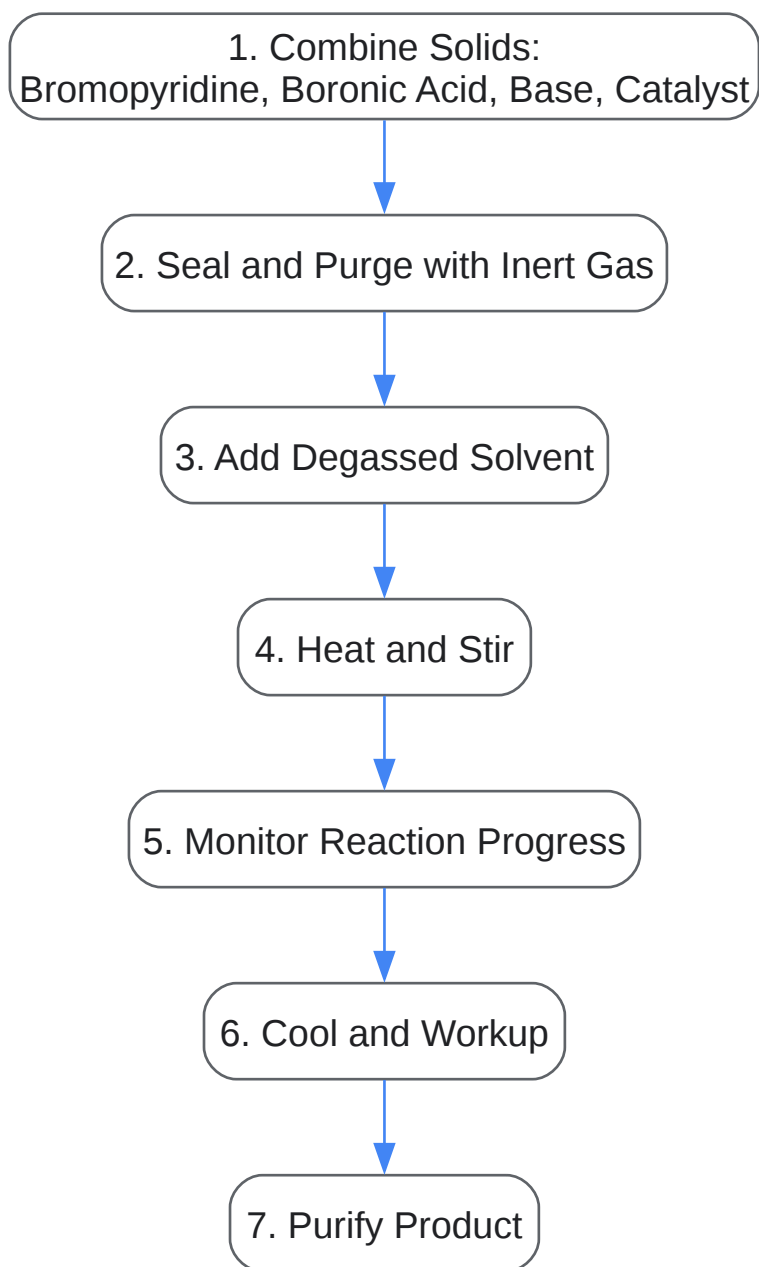 1. Combine Solids:
Bromopyridine, Boronic Acid, Base, Catalyst
2. Seal and Purge with Inert Gas
3. Add Degassed Solvent
4. Heat and Stir
5. Monitor Reaction Progress
6. Cool and Workup
7. Purify Product